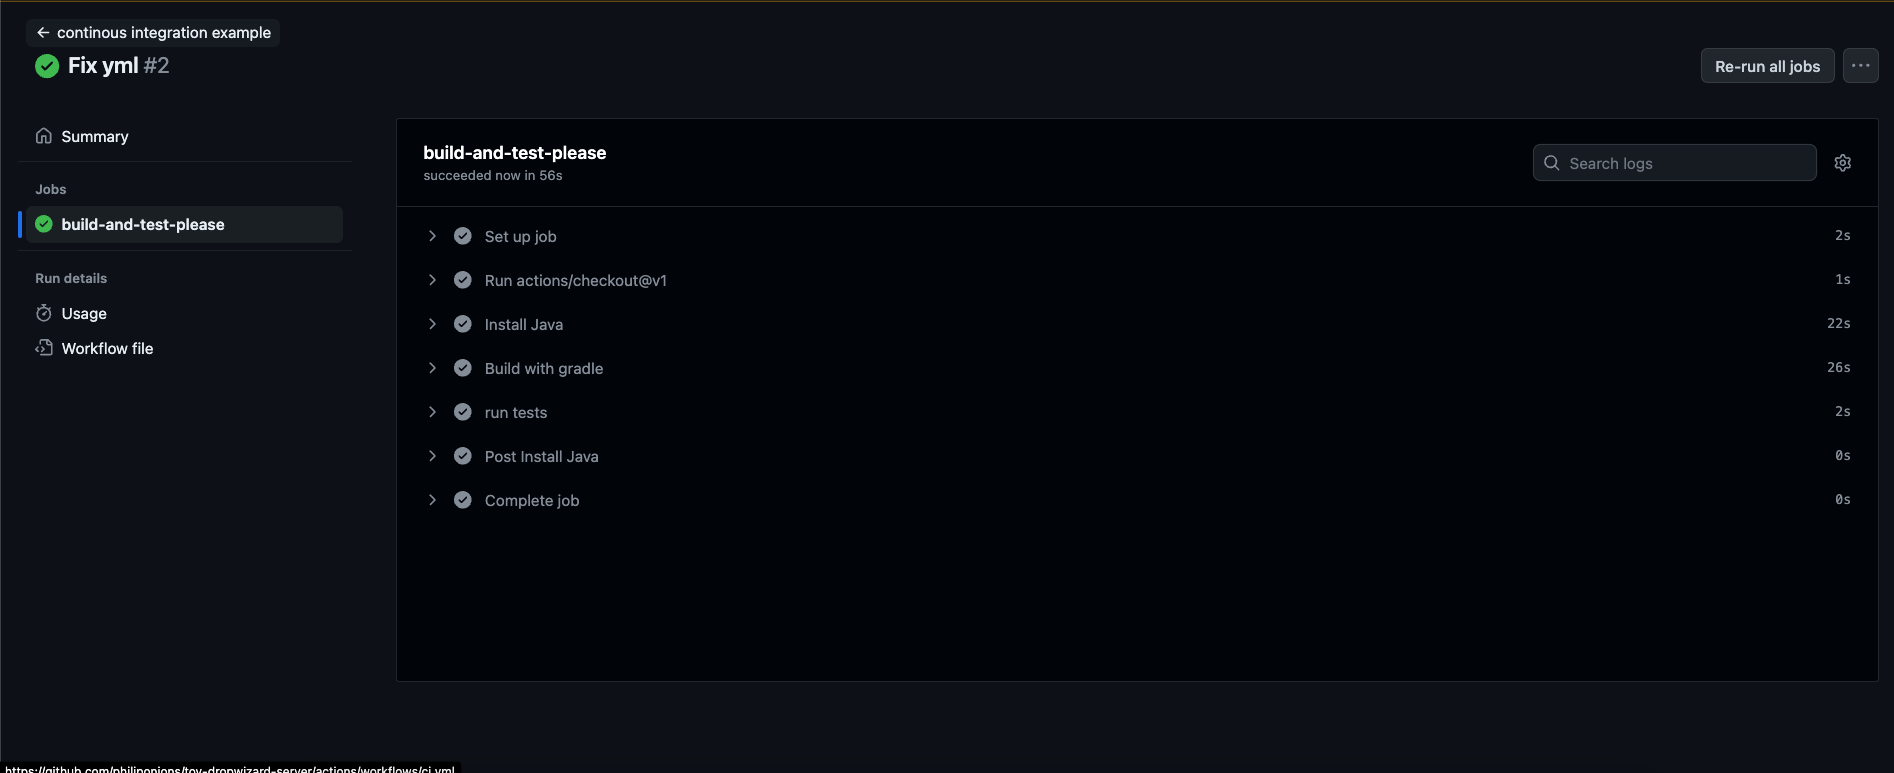 continous integration example
Fix yml #2
Re-run all jobs
Summary
Jobs
build-and-test-please
Run details
Usage
Workflow file
build-and-test-please
succeeded now in 56s
Search logs
Set up job 2s
Run actions/checkout@v1 1s
Install Java 22s
Build with gradle 26s
run tests 2s
Post Install Java 0s
Complete job 0s
https://github.com/philiponions/toy-dropwizard-server/actions/workflows/ci.yml